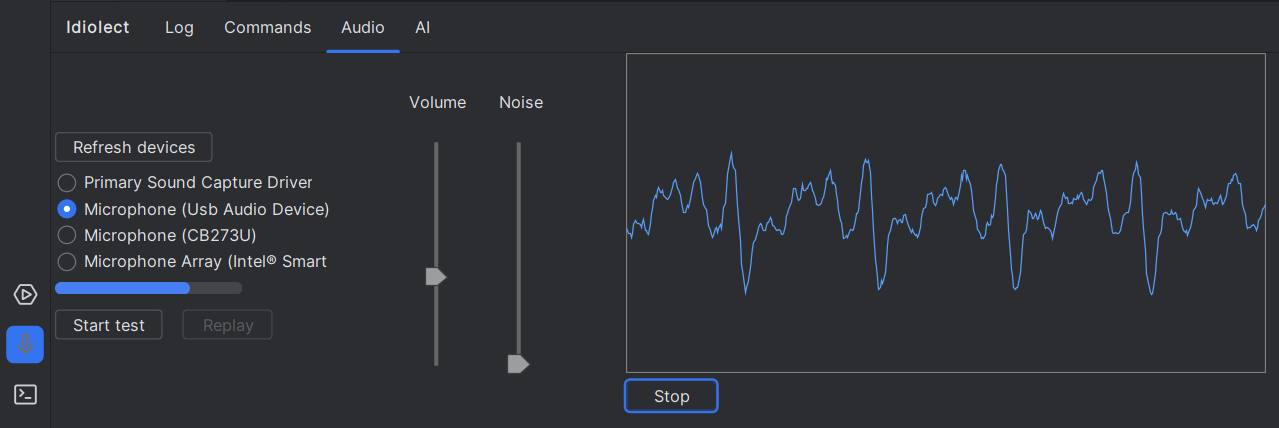 Idiolect Log Commands Audio AI
Volume Noise
Refresh devices
Primary Sound Capture Driver
Microphone (Usb Audio Device)
Microphone (CB273U)
Microphone Array (Intel® Smart
Start test Replay
Stop